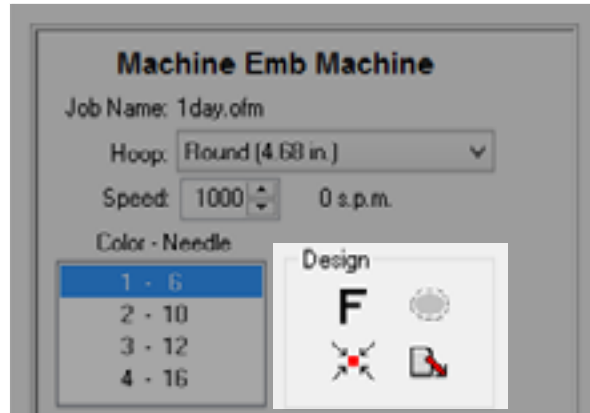 Machine Emb Machine
Job Name: 1day.ofm
Hoop: Round (4.68 in.)
Speed: 1000 0 s.p.m.
Color - Needle
1 - 6
2 - 10
3 - 12
4 - 16
Design
F